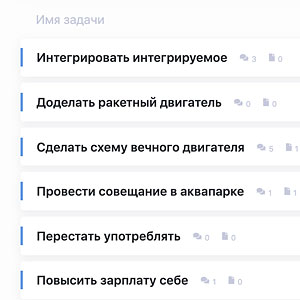 Имя задачи
Интегрировать интегрируемое 3 0
Доделать ракетный двигатель 0 0
Сделать схему вечного двигателя 5 1
Провести совещание в аквапарке 1 1
Перестать употреблять 0 0
Повысить зарплату себе 1 0